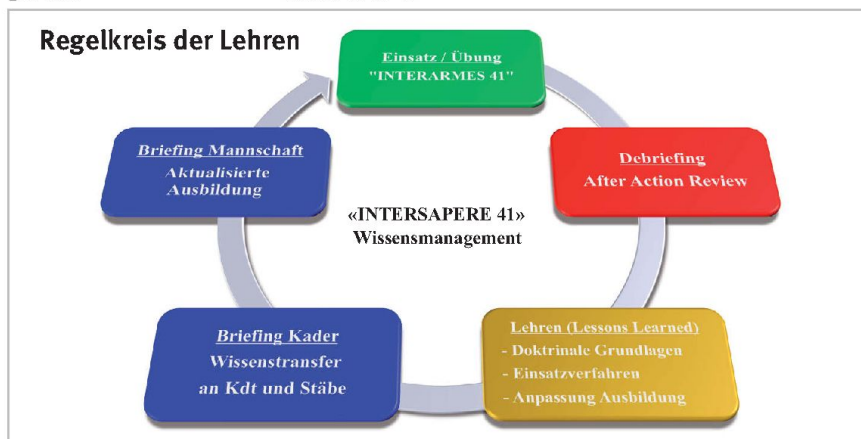 Regelkreis der Lehren
Einsatz / Übung
"INTERARMES 41"
Debriefing
After Action Review
Lehren (Lessons Learned)
- Doktrinale Grundlagen
- Einsatzverfahren
- Anpassung Ausbildung
Briefing Kader
Wissenstransfer
an Kdt und Stäbe
Briefing Mannschaft
Aktualisierte
Ausbildung
«INTERSAPERE 41»
Wissensmanagement